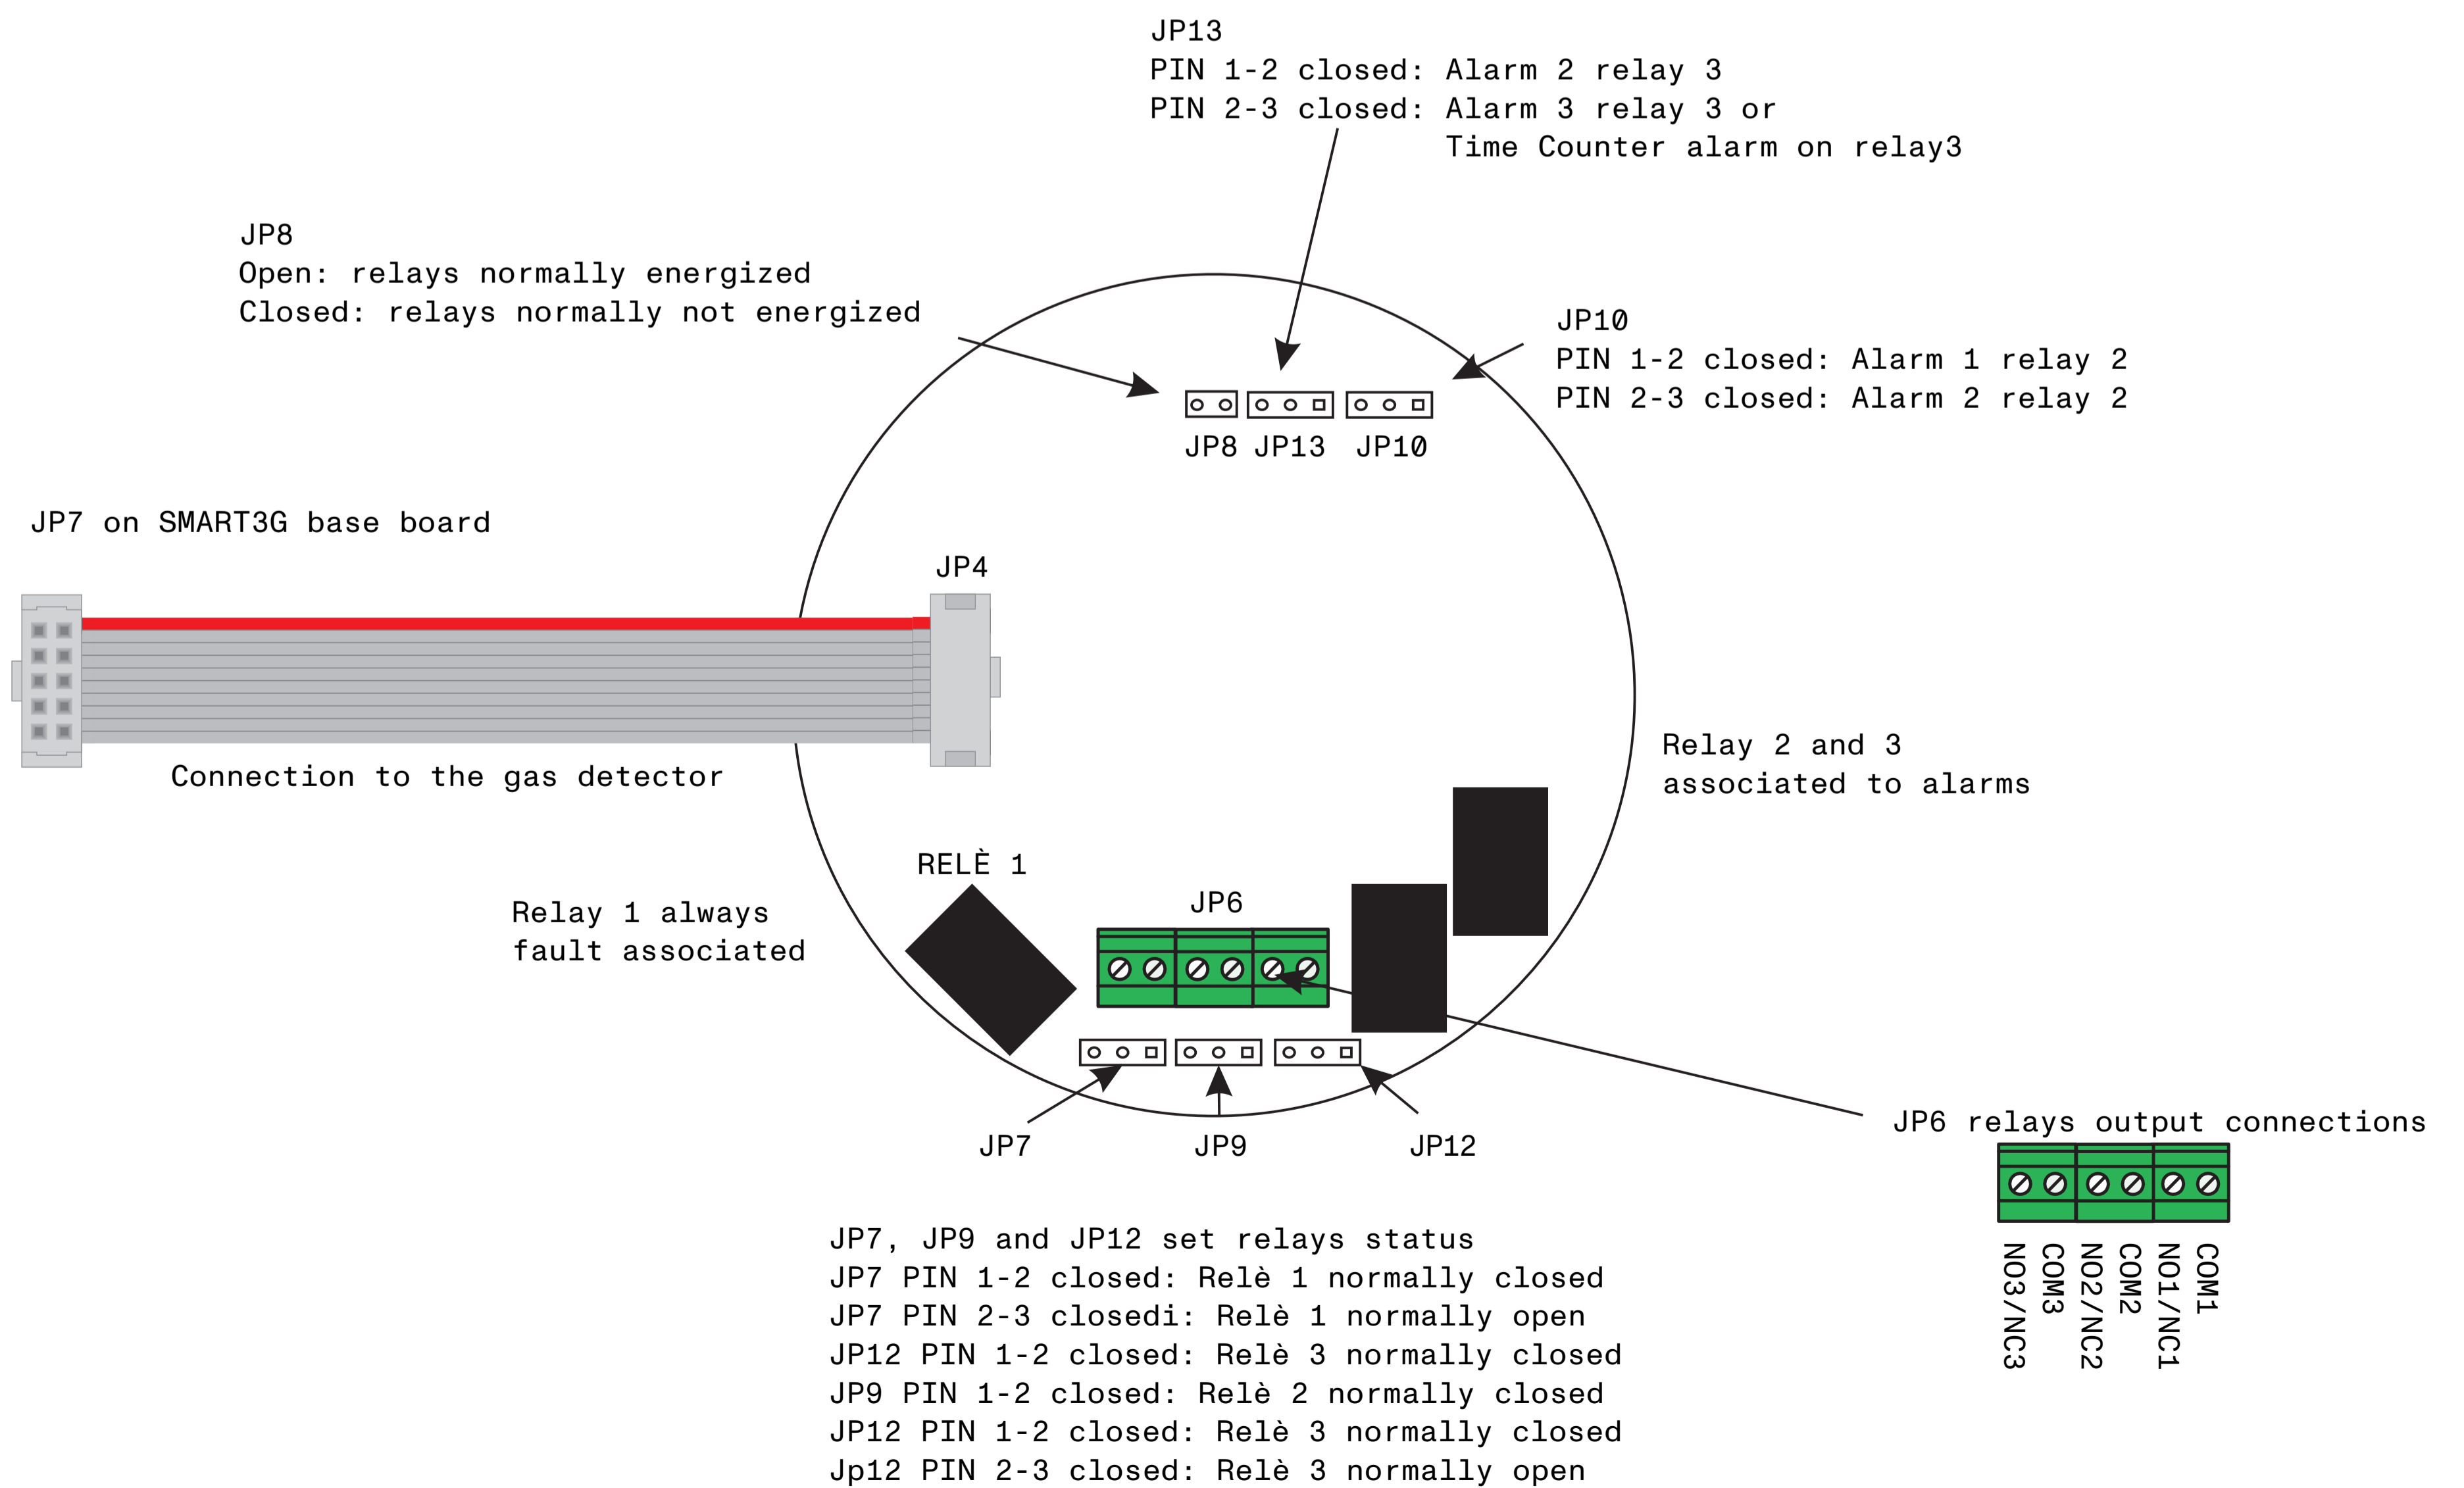 JP13
PIN 1-2 closed: Alarm 2 relay 3
PIN 2-3 closed: Alarm 3 relay 3 or
Time Counter alarm on relay3
JP8
Open: relays normally energized
Closed: relays normally not energized
JP10
PIN 1-2 closed: Alarm 1 relay 2
PIN 2-3 closed: Alarm 2 relay 2
JP8 JP13 JP10
JP7 on SMART3G base board
JP4
Connection to the gas detector
Relay 2 and 3
associated to alarms
RELÈ 1
Relay 1 always
fault associated
JP6
JP7 JP9 JP12
JP6 relays output connections
NO3/NC3
COM3
NO2/NC2
COM2
NO1/NC1
COM1
JP7, JP9 and JP12 set relays status
JP7 PIN 1-2 closed: Relè 1 normally closed
JP7 PIN 2-3 closedi: Relè 1 normally open
JP12 PIN 1-2 closed: Relè 3 normally closed
JP9 PIN 1-2 closed: Relè 2 normally closed
JP12 PIN 1-2 closed: Relè 3 normally closed
Jp12 PIN 2-3 closed: Relè 3 normally open